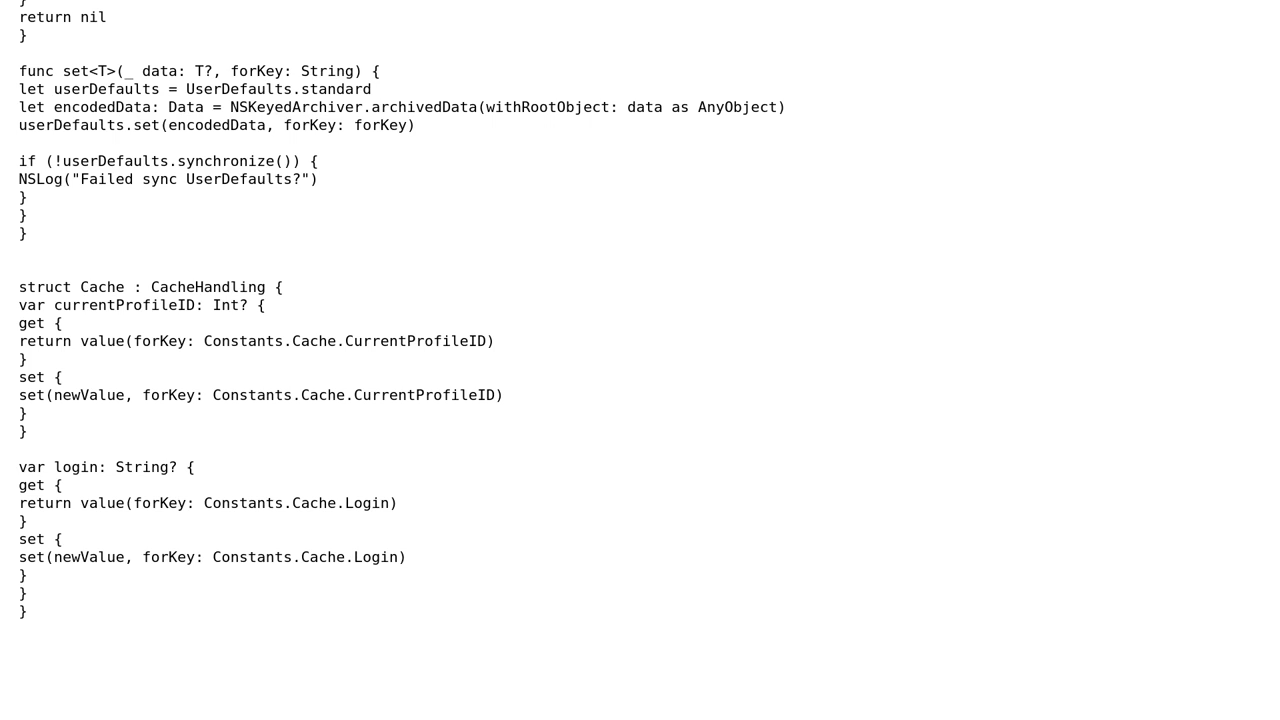 }
return nil
}

func set<T>(_ data: T?, forKey: String) {
let userDefaults = UserDefaults.standard
let encodedData: Data = NSKeyedArchiver.archivedData(withRootObject: data as AnyObject)
userDefaults.set(encodedData, forKey: forKey)

if (!userDefaults.synchronize()) {
NSLog("Failed sync UserDefaults?")
}
}
}


struct Cache : CacheHandling {
var currentProfileID: Int? {
get {
return value(forKey: Constants.Cache.CurrentProfileID)
}
set {
set(newValue, forKey: Constants.Cache.CurrentProfileID)
}
}

var login: String? {
get {
return value(forKey: Constants.Cache.Login)
}
set {
set(newValue, forKey: Constants.Cache.Login)
}
}
}